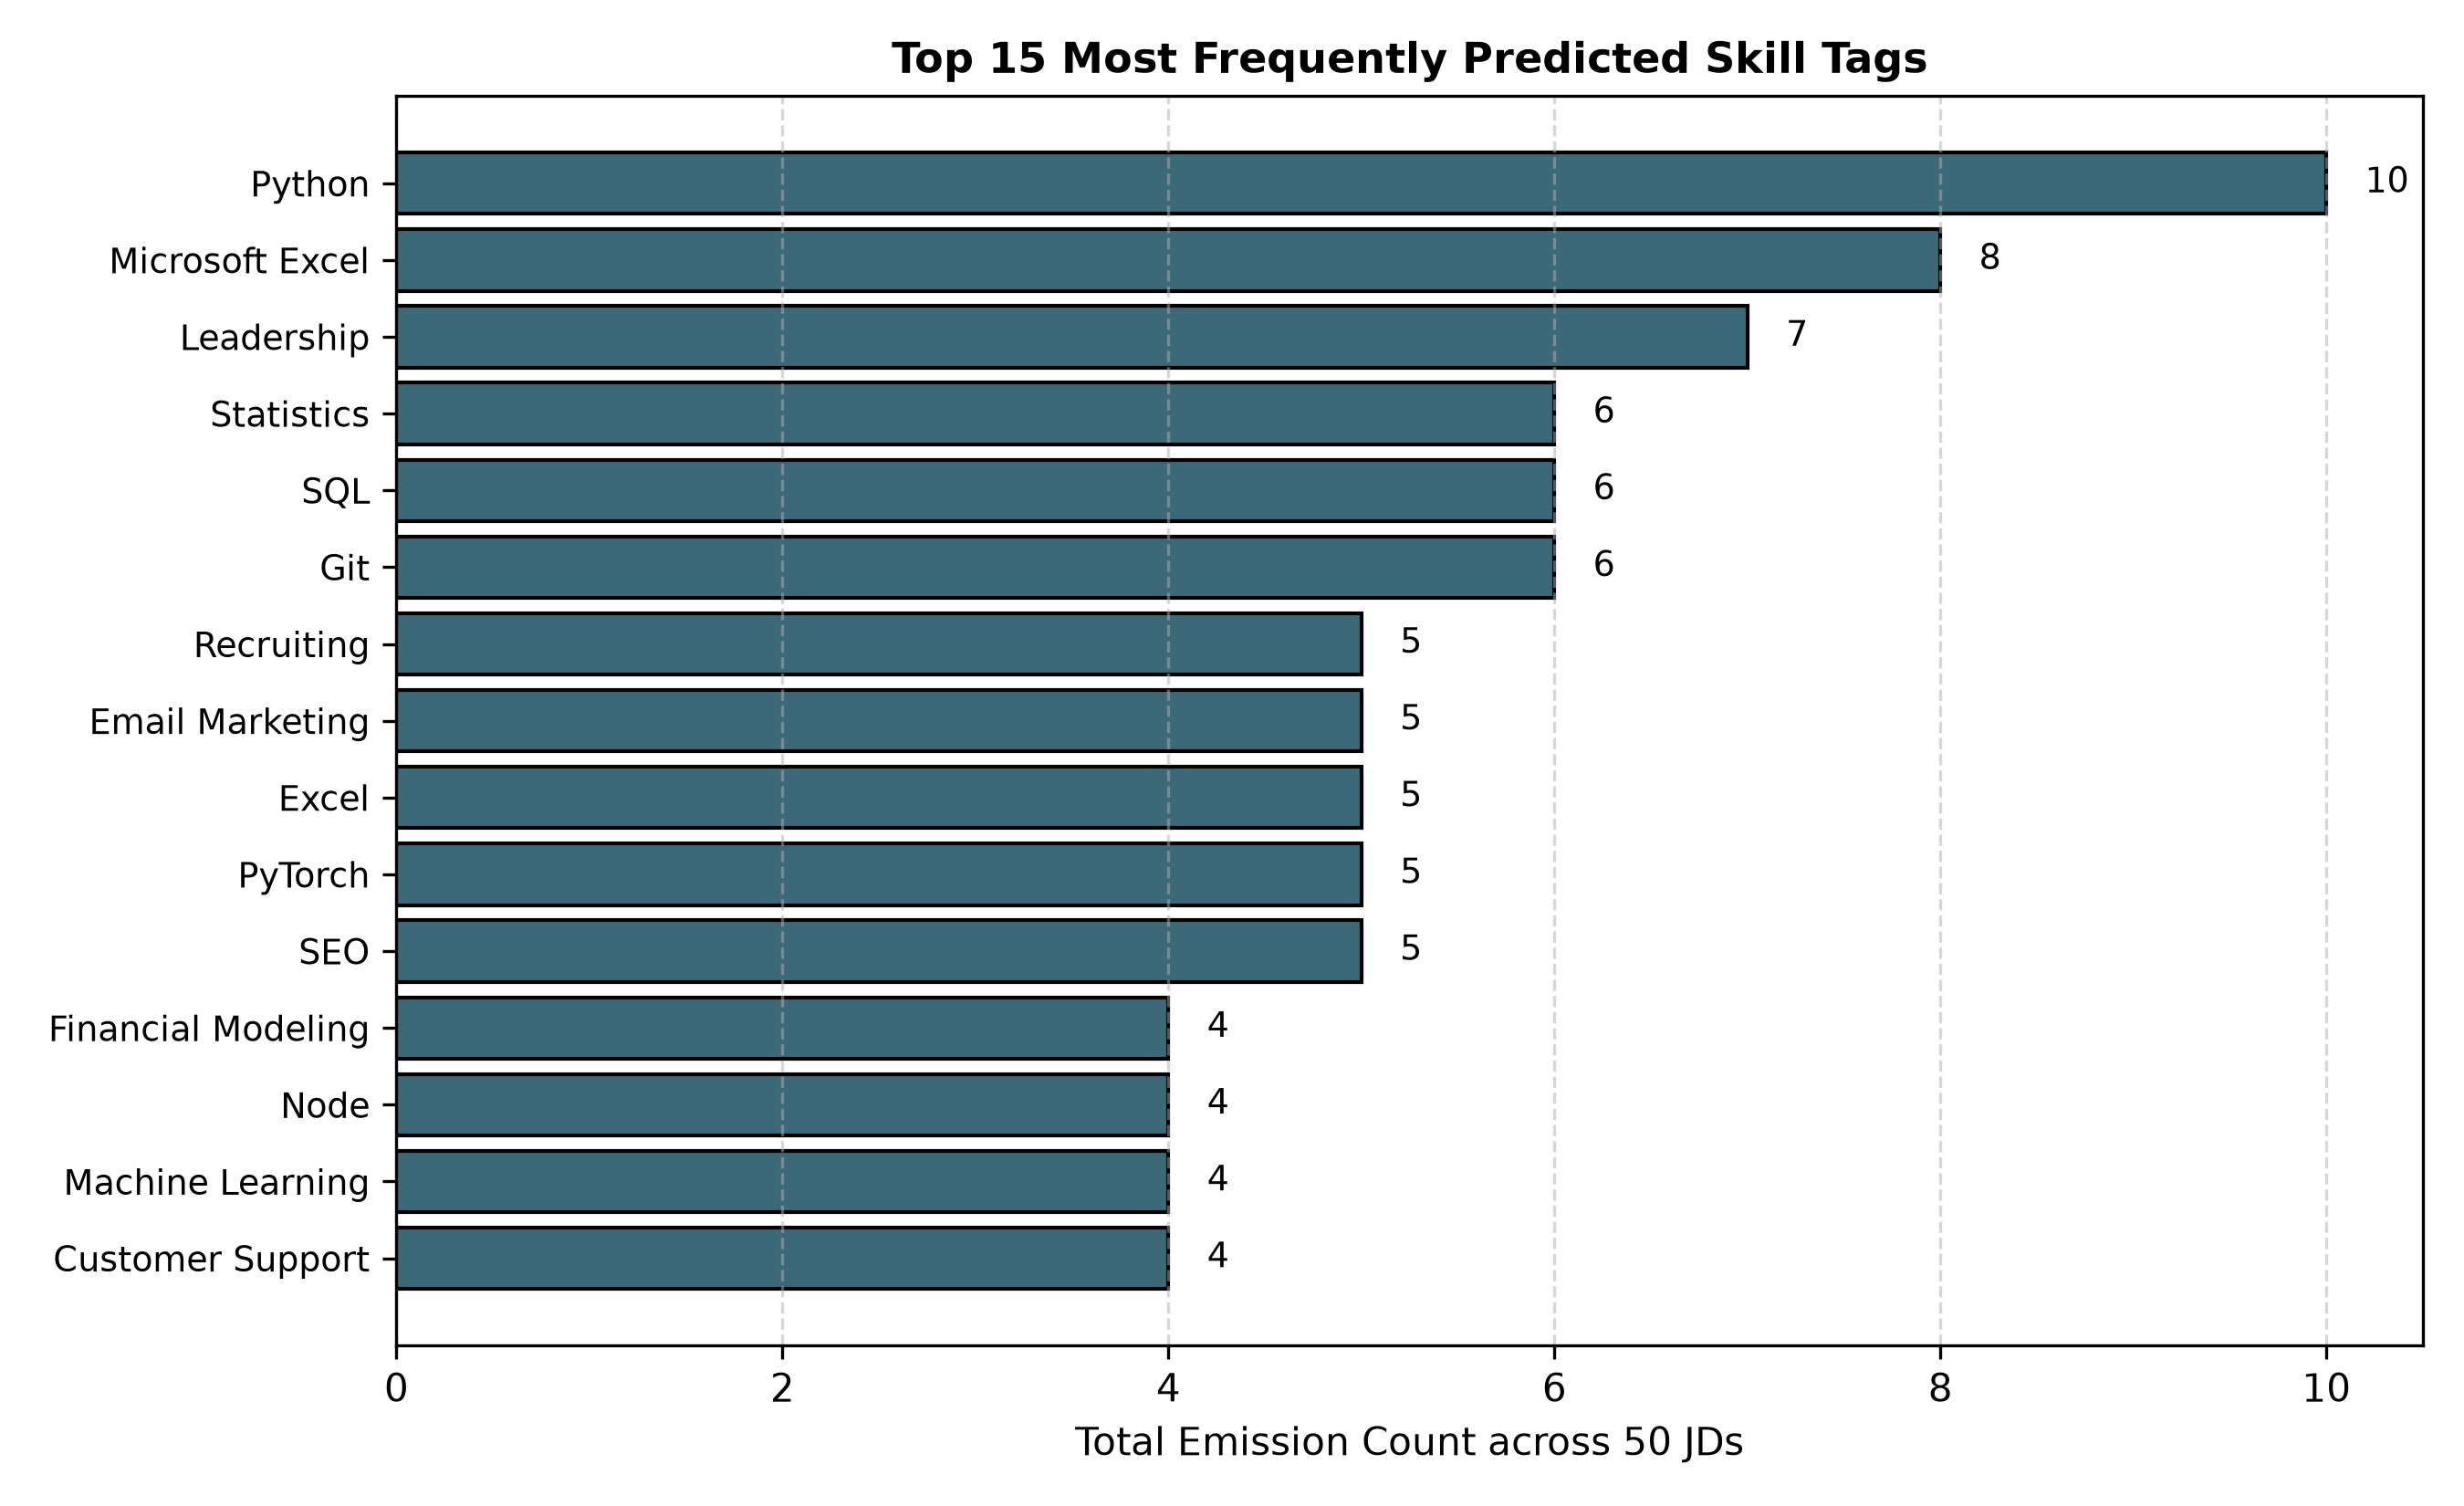 Top 15 Most Frequently Predicted Skill Tags
Python 10
Microsoft Excel 8
Leadership 7
Statistics 6
SQL 6
Git 6
Recruiting 5
Email Marketing 5
Excel 5
PyTorch 5
SEO 5
Financial Modeling 4
Node 4
Machine Learning 4
Customer Support 4
0 2 4 6 8 10
Total Emission Count across 50 JDs